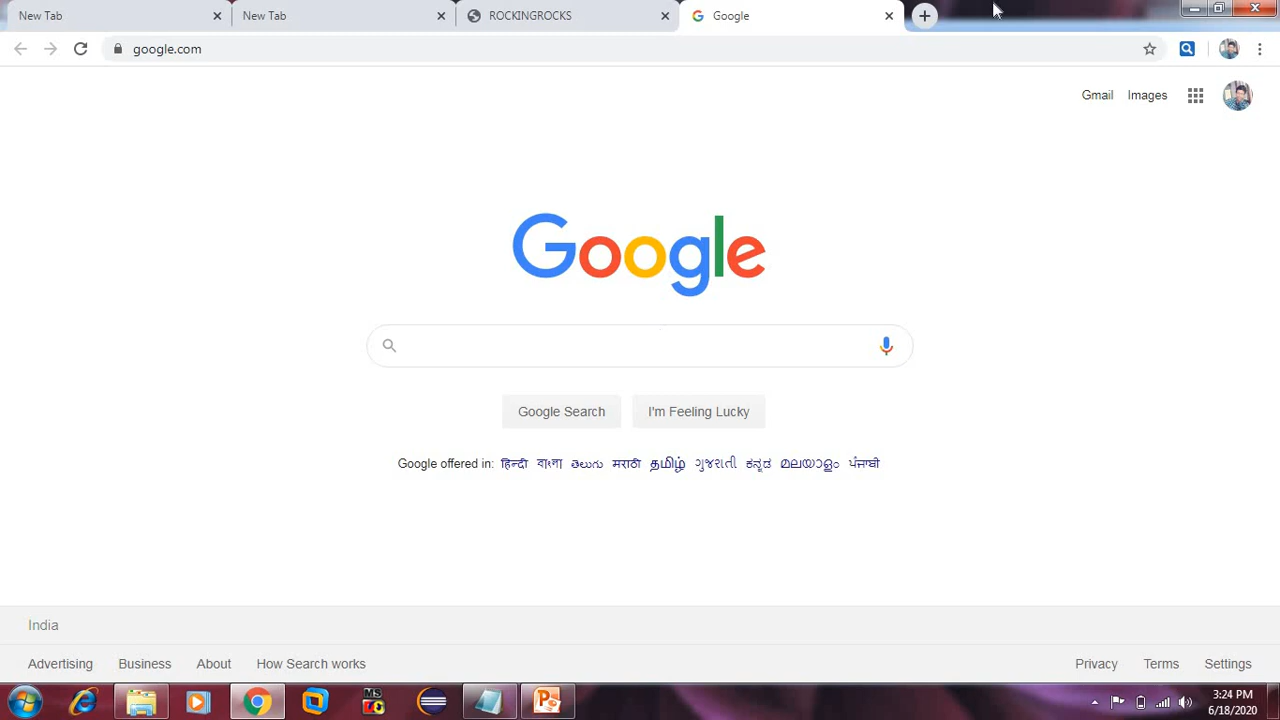 New Tab New Tab ROCKINGROCKS Google
google.com
Gmail Images
Google
Google Search I'm Feeling Lucky
Google offered in: हिन्दी বাংলা తెలుగు मराठी தமிழ் ગુજરાતી ಕನ್ನಡ മലയാളം ਪੰਜਾਬੀ
India
Advertising Business About How Search works Privacy Terms Settings
MS
3:24 PM
6/18/2020